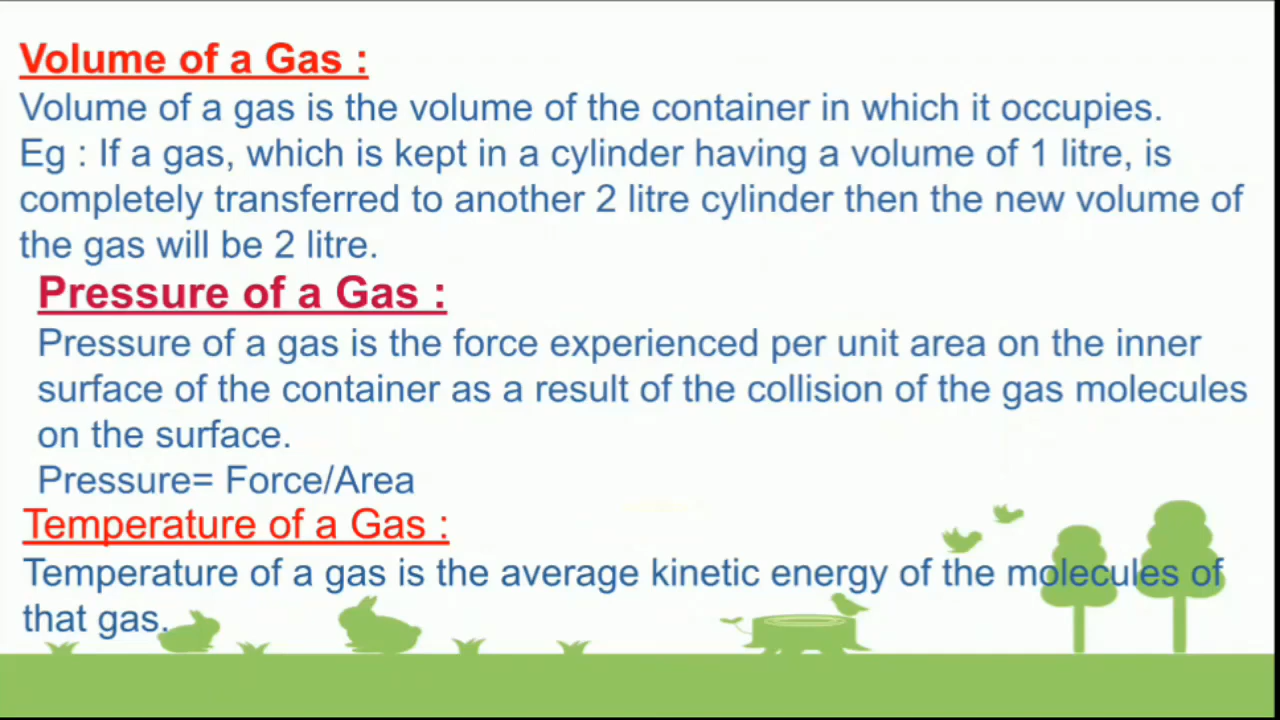 Volume of a Gas :
Volume of a gas is the volume of the container in which it occupies.
Eg : If a gas, which is kept in a cylinder having a volume of 1 litre, is
completely transferred to another 2 litre cylinder then the new volume of
the gas will be 2 litre.
Pressure of a Gas :
Pressure of a gas is the force experienced per unit area on the inner
surface of the container as a result of the collision of the gas molecules
on the surface.
Pressure= Force/Area
Temperature of a Gas :
Temperature of a gas is the average kinetic energy of the molecules of
that gas.